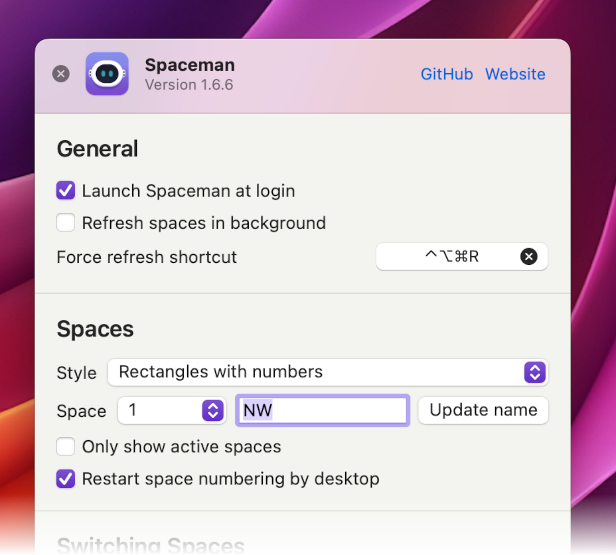 Spaceman
Version 1.6.6
GitHub Website
General
Launch Spaceman at login
Refresh spaces in background
Force refresh shortcut ^⌥⌘R
Spaces
Style Rectangles with numbers
Space 1 NW Update name
Only show active spaces
Restart space numbering by desktop
Switching Spaces